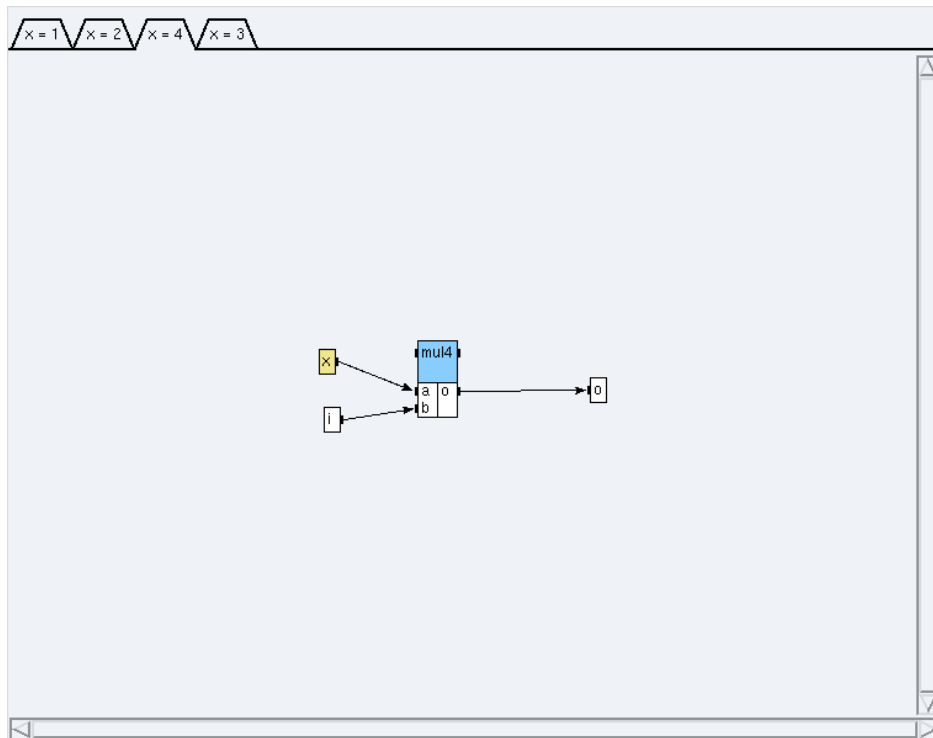 x = 1 x = 2 x = 4 x = 3
mul4
x
a o
o
b
i